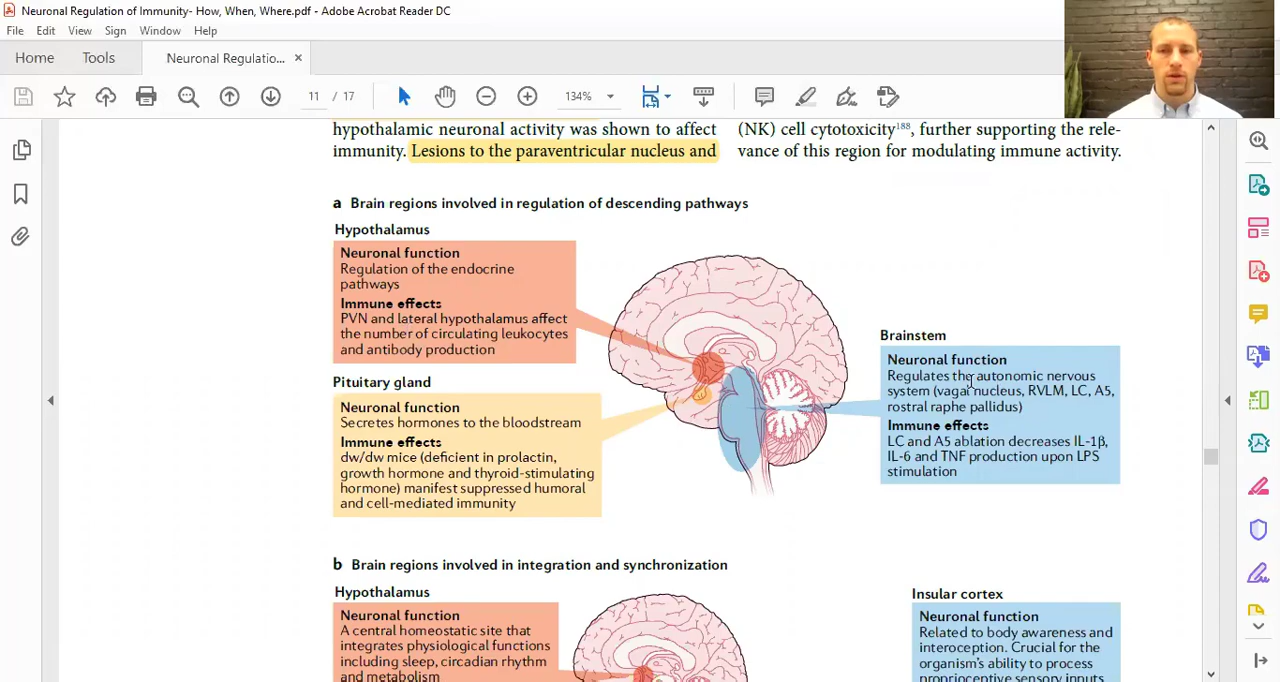 Neuronal Regulation of Immunity- How, When, Where.pdf - Adobe Acrobat Reader DC
File Edit View Sign Window Help
Home Tools Neuronal Regulatio... ×
11 / 17 134%
hypothalamic neuronal activity was shown to affect
immunity. Lesions to the paraventricular nucleus and
(NK) cell cytotoxicity188, further supporting the rele-
vance of this region for modulating immune activity.
a Brain regions involved in regulation of descending pathways
Hypothalamus
Neuronal function
Regulation of the endocrine
pathways
Immune effects
PVN and lateral hypothalamus affect
the number of circulating leukocytes
and antibody production
Pituitary gland
Neuronal function
Secretes hormones to the bloodstream
Immune effects
dw/dw mice (deficient in prolactin,
growth hormone and thyroid-stimulating
hormone) manifest suppressed humoral
and cell-mediated immunity
Brainstem
Neuronal function
Regulates the autonomic nervous
system (vagal nucleus, RVLM, LC, A5,
rostral raphe pallidus)
Immune effects
LC and A5 ablation decreases IL-1β,
IL-6 and TNF production upon LPS
stimulation
b Brain regions involved in integration and synchronization
Hypothalamus
Neuronal function
A central homeostatic site that
integrates physiological functions
including sleep, circadian rhythm
and metabolism
Insular cortex
Neuronal function
Related to body awareness and
interoception. Crucial for the
organism's ability to process
proprioceptive sensory inputs